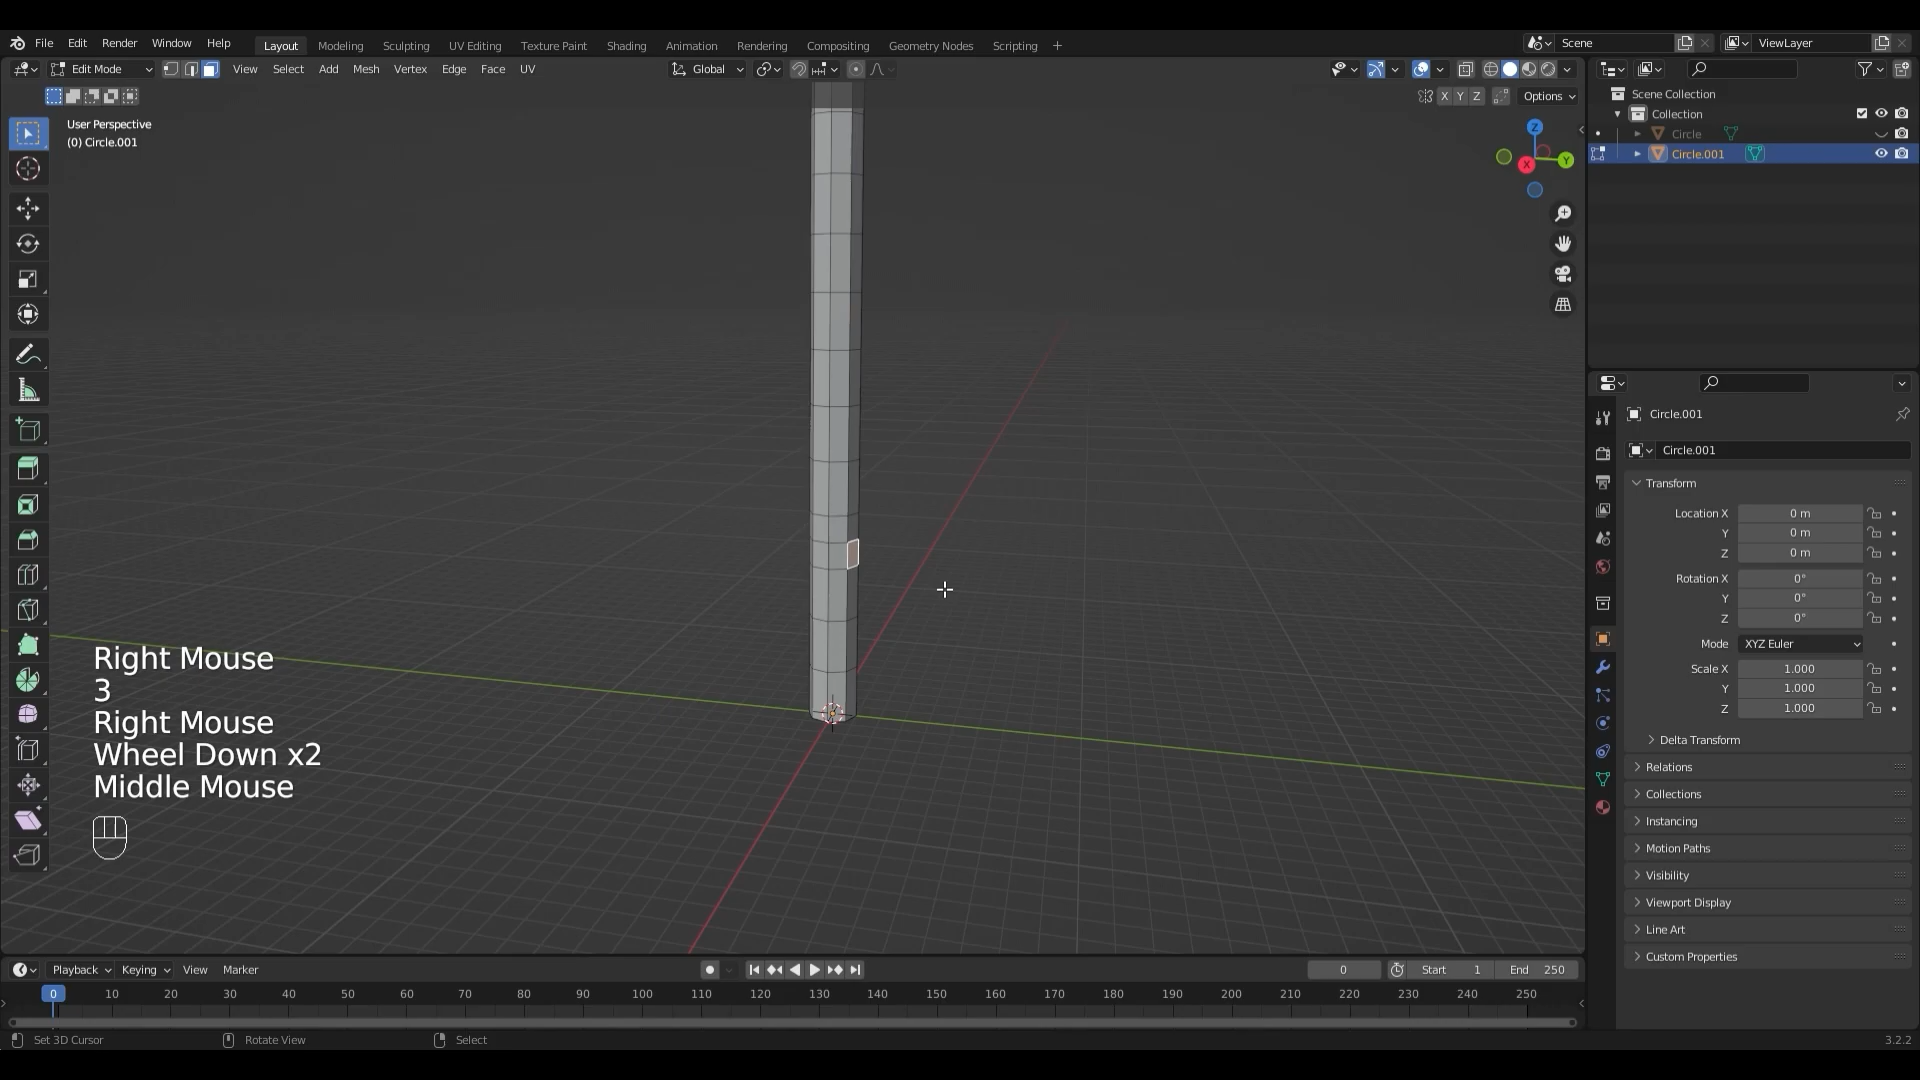 File Edit Render Window Help Layout Modeling Sculpting UV Editing Texture Paint Shading Animation Rendering Compositing Geometry Nodes Scripting + Scene ViewLayer
Edit Mode View Select Add Mesh Vertex Edge Face UV Global
X Y Z Options
User Perspective
(0) Circle.001
Z
Y
X
Scene Collection
Collection
Circle
Circle.001
Circle.001
Circle.001
Transform
Location X 0 m
Y 0 m
Z 0 m
Rotation X 0°
Y 0°
Z 0°
Mode XYZ Euler
Scale X 1.000
Y 1.000
Z 1.000
Delta Transform
Relations
Collections
Instancing
Motion Paths
Visibility
Viewport Display
Line Art
Custom Properties
Right Mouse
3
Right Mouse
Wheel Down x2
Middle Mouse
Playback Keying View Marker 0 Start 1 End 250
0 10 20 30 40 50 60 70 80 90 100 110 120 130 140 150 160 170 180 190 200 210 220 230 240 250
Set 3D Cursor Rotate View Select 3.2.2